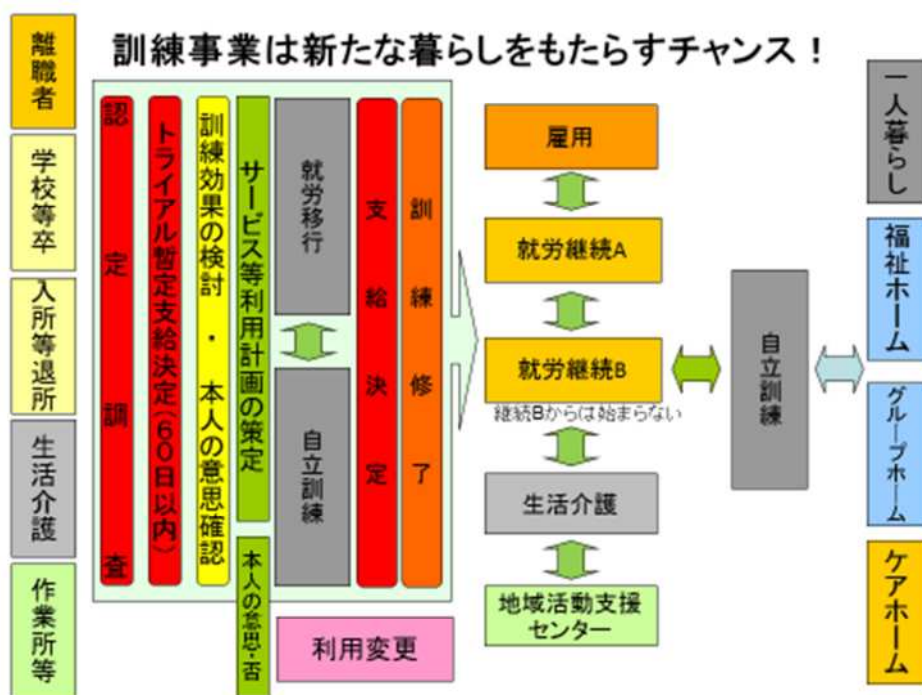 訓練事業は新たな暮らしをもたらすチャンス！
離職者
学校等卒
入所等退所
生活介護
作業所等
認定調査
トライアル暫定支給決定(60日以内)
訓練効果の検討・本人の意思確認
サービス等利用計画の策定
本人の意思・否
就労移行
自立訓練
支給決定
訓練修了
利用変更
雇用
就労継続A
就労継続B
継続Bからは始まらない
生活介護
地域活動支援
センター
自立訓練
一人暮らし
福祉ホーム
グループホーム
ケアホーム